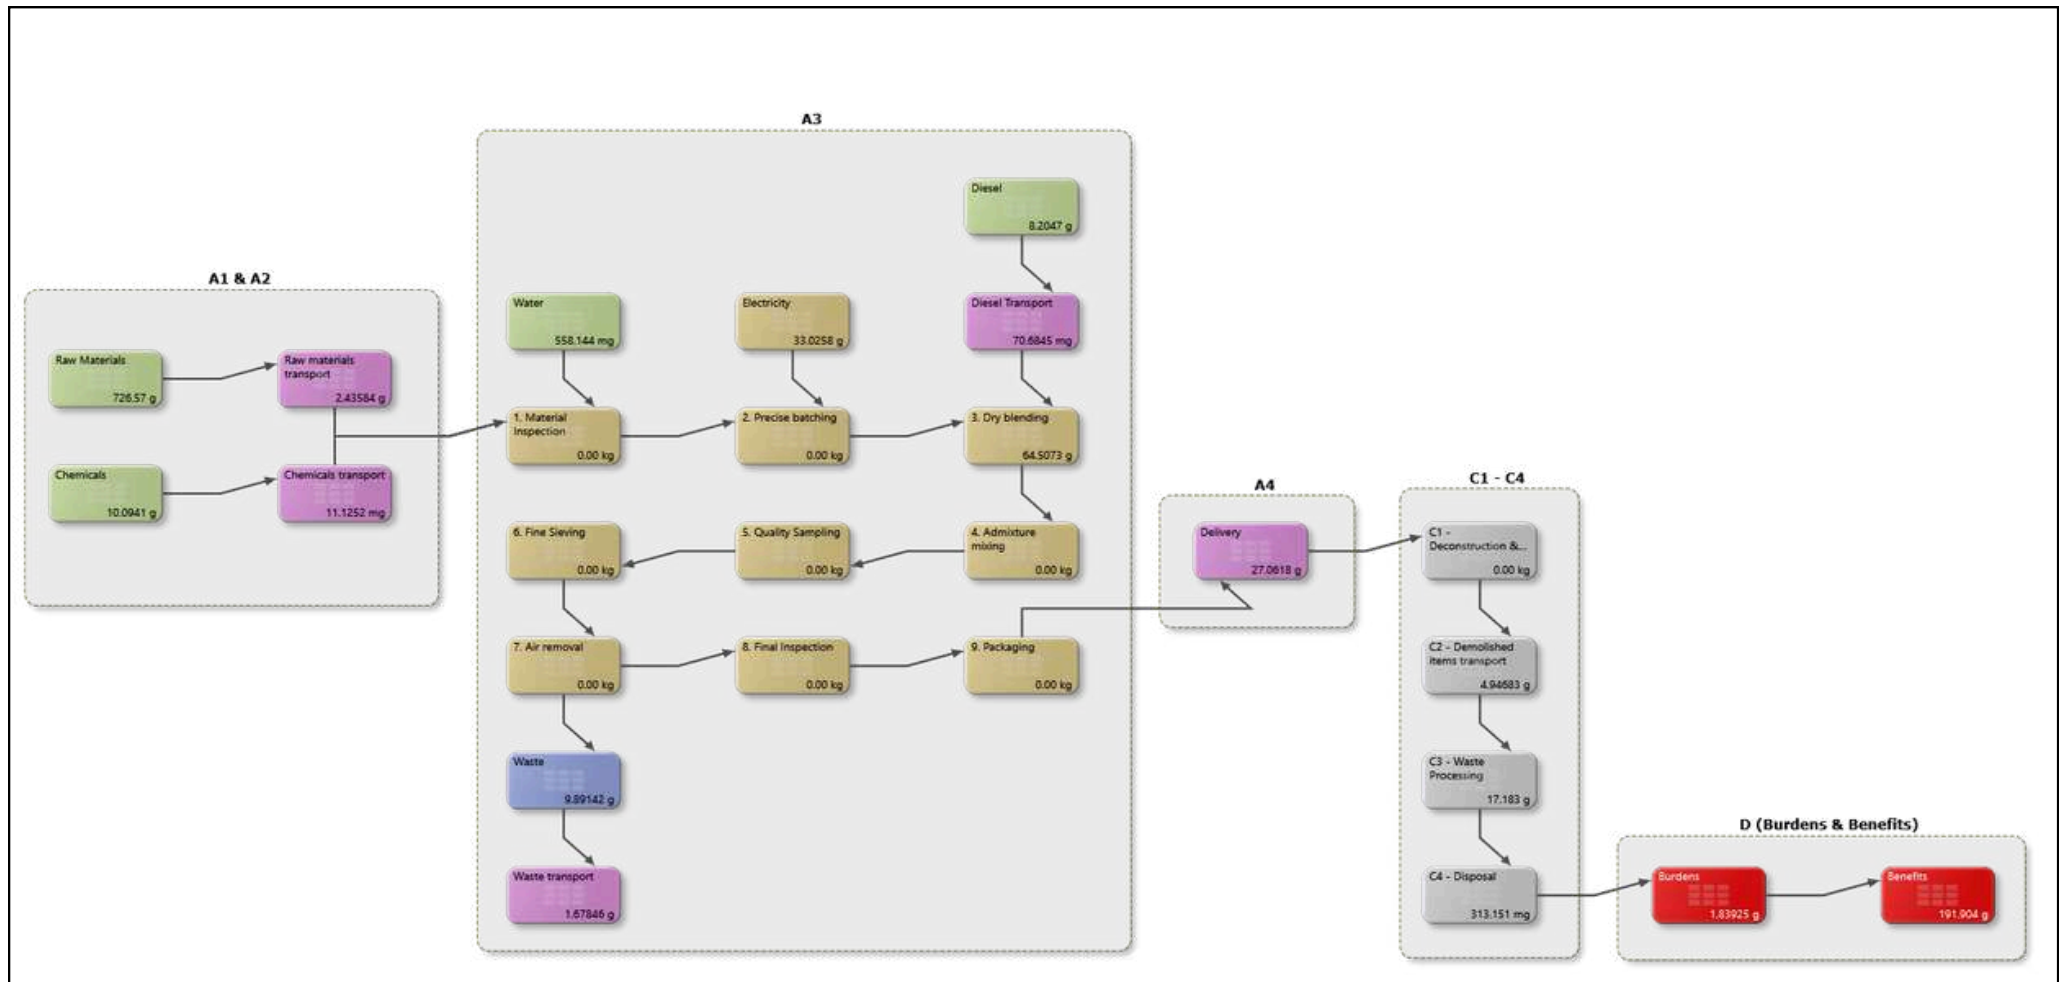 A1 & A2
Raw Materials
726.57 g
Raw materials
transport
2.43584 g
Chemicals
10.0941 g
Chemicals transport
11.1252 mg
A3
Diesel
8.2047 g
Water
558.144 mg
Electricity
33.0258 g
Diesel Transport
70.6845 mg
1. Material
Inspection
0.00 kg
2. Precise batching
0.00 kg
3. Dry blending
64.5073 g
6. Fine Sieving
0.00 kg
5. Quality Sampling
0.00 kg
4. Admixture
mixing
0.00 kg
7. Air removal
0.00 kg
8. Final Inspection
0.00 kg
9. Packaging
0.00 kg
Waste
9.89142 g
Waste transport
1.67846 g
A4
Delivery
27.0618 g
C1 - C4
C1 -
Deconstruction &...
0.00 kg
C2 - Demolished
items transport
4.94683 g
C3 - Waste
Processing
17.183 g
C4 - Disposal
313.151 mg
D (Burdens & Benefits)
Burdens
1.83925 g
Benefits
191.904 g